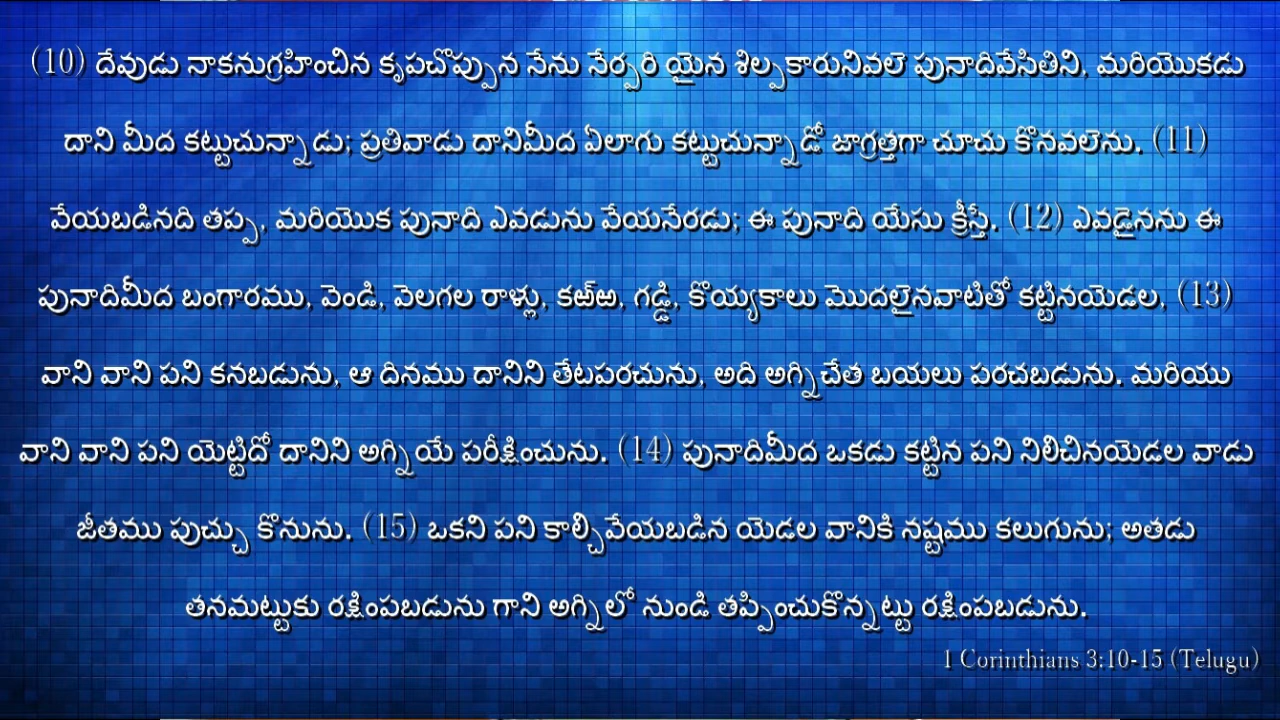 (10) దేవుడు నాకనుగ్రహించిన కృపచొప్పున నేను నేర్పరి యైన శిల్పకారునివలె పునాదివేసితిని, మరియొకడు
దాని మీద కట్టుచున్నాడు; ప్రతివాడు దానిమీద ఏలాగు కట్టుచున్నాడో జాగ్రత్తగా చూచు కొనవలెను. (11)
వేయబడినది తప్ప, మరియొక పునాది ఎవడును వేయనేరడు; ఈ పునాది యేసు క్రీస్తే. (12) ఎవడైనను ఈ
పునాదిమీద బంగారము, వెండి, వెలగల రాళ్లు, కఱ్ఱ, గడ్డి, కొయ్యకాలు మొదలైనవాటితో కట్టినయెడల, (13)
వాని వాని పని కనబడును, ఆ దినము దానిని తేటపరచును, అది అగ్నిచేత బయలు పరచబడును. మరియు
వాని వాని పని యెట్టిదో దానిని అగ్నియే పరీక్షించును. (14) పునాదిమీద ఒకడు కట్టిన పని నిలిచినయెడల వాడు
జీతము పుచ్చు కొనును. (15) ఒకని పని కాల్చివేయబడిన యెడల వానికి నష్టము కలుగును; అతడు
తనమట్టుకు రక్షింపబడును గాని అగ్నిలో నుండి తప్పించుకొన్నట్టు రక్షింపబడును.
1 Corinthians 3:10-15 (Telugu)